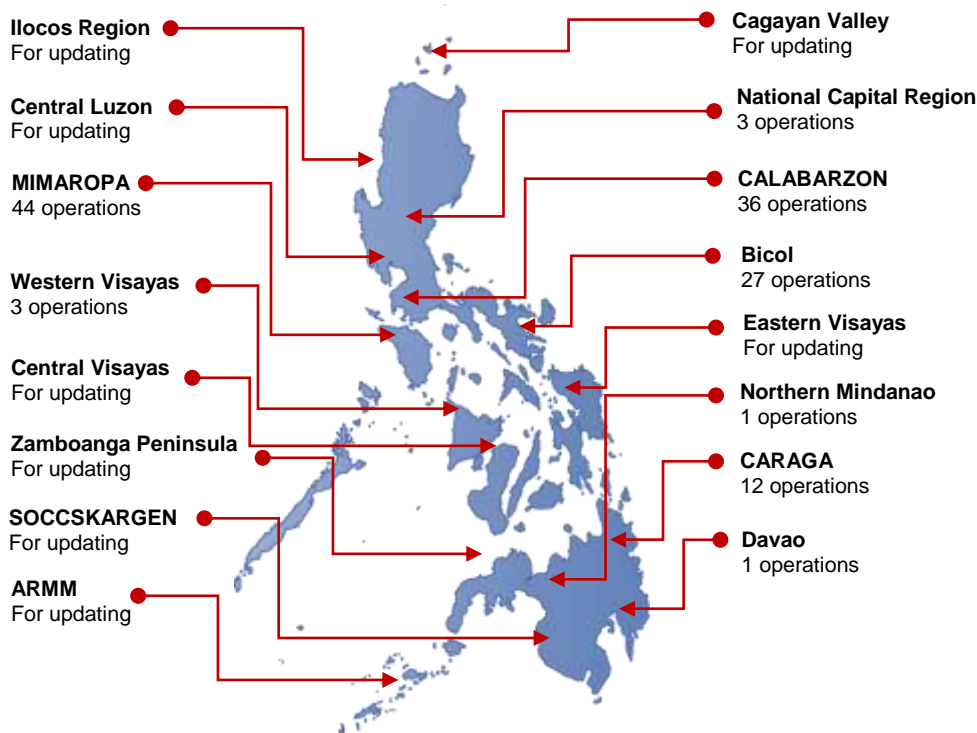 Ilocos Region
For updating
Central Luzon
For updating
MIMAROPA
44 operations
Western Visayas
3 operations
Central Visayas
For updating
Zamboanga Peninsula
For updating
SOCCSKARGEN
For updating
ARMM
For updating
Cagayan Valley
For updating
National Capital Region
3 operations
CALABARZON
36 operations
Bicol
27 operations
Eastern Visayas
For updating
Northern Mindanao
1 operations
CARAGA
12 operations
Davao
1 operations